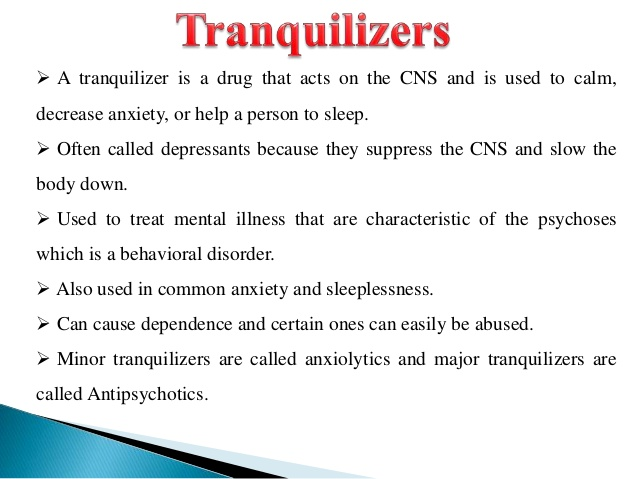 Tranquilizers
➢ A tranquilizer is a drug that acts on the CNS and is used to calm,
decrease anxiety, or help a person to sleep.
➢ Often called depressants because they suppress the CNS and slow the
body down.
➢ Used to treat mental illness that are characteristic of the psychoses
which is a behavioral disorder.
➢ Also used in common anxiety and sleeplessness.
➢ Can cause dependence and certain ones can easily be abused.
➢ Minor tranquilizers are called anxiolytics and major tranquilizers are
called Antipsychotics.